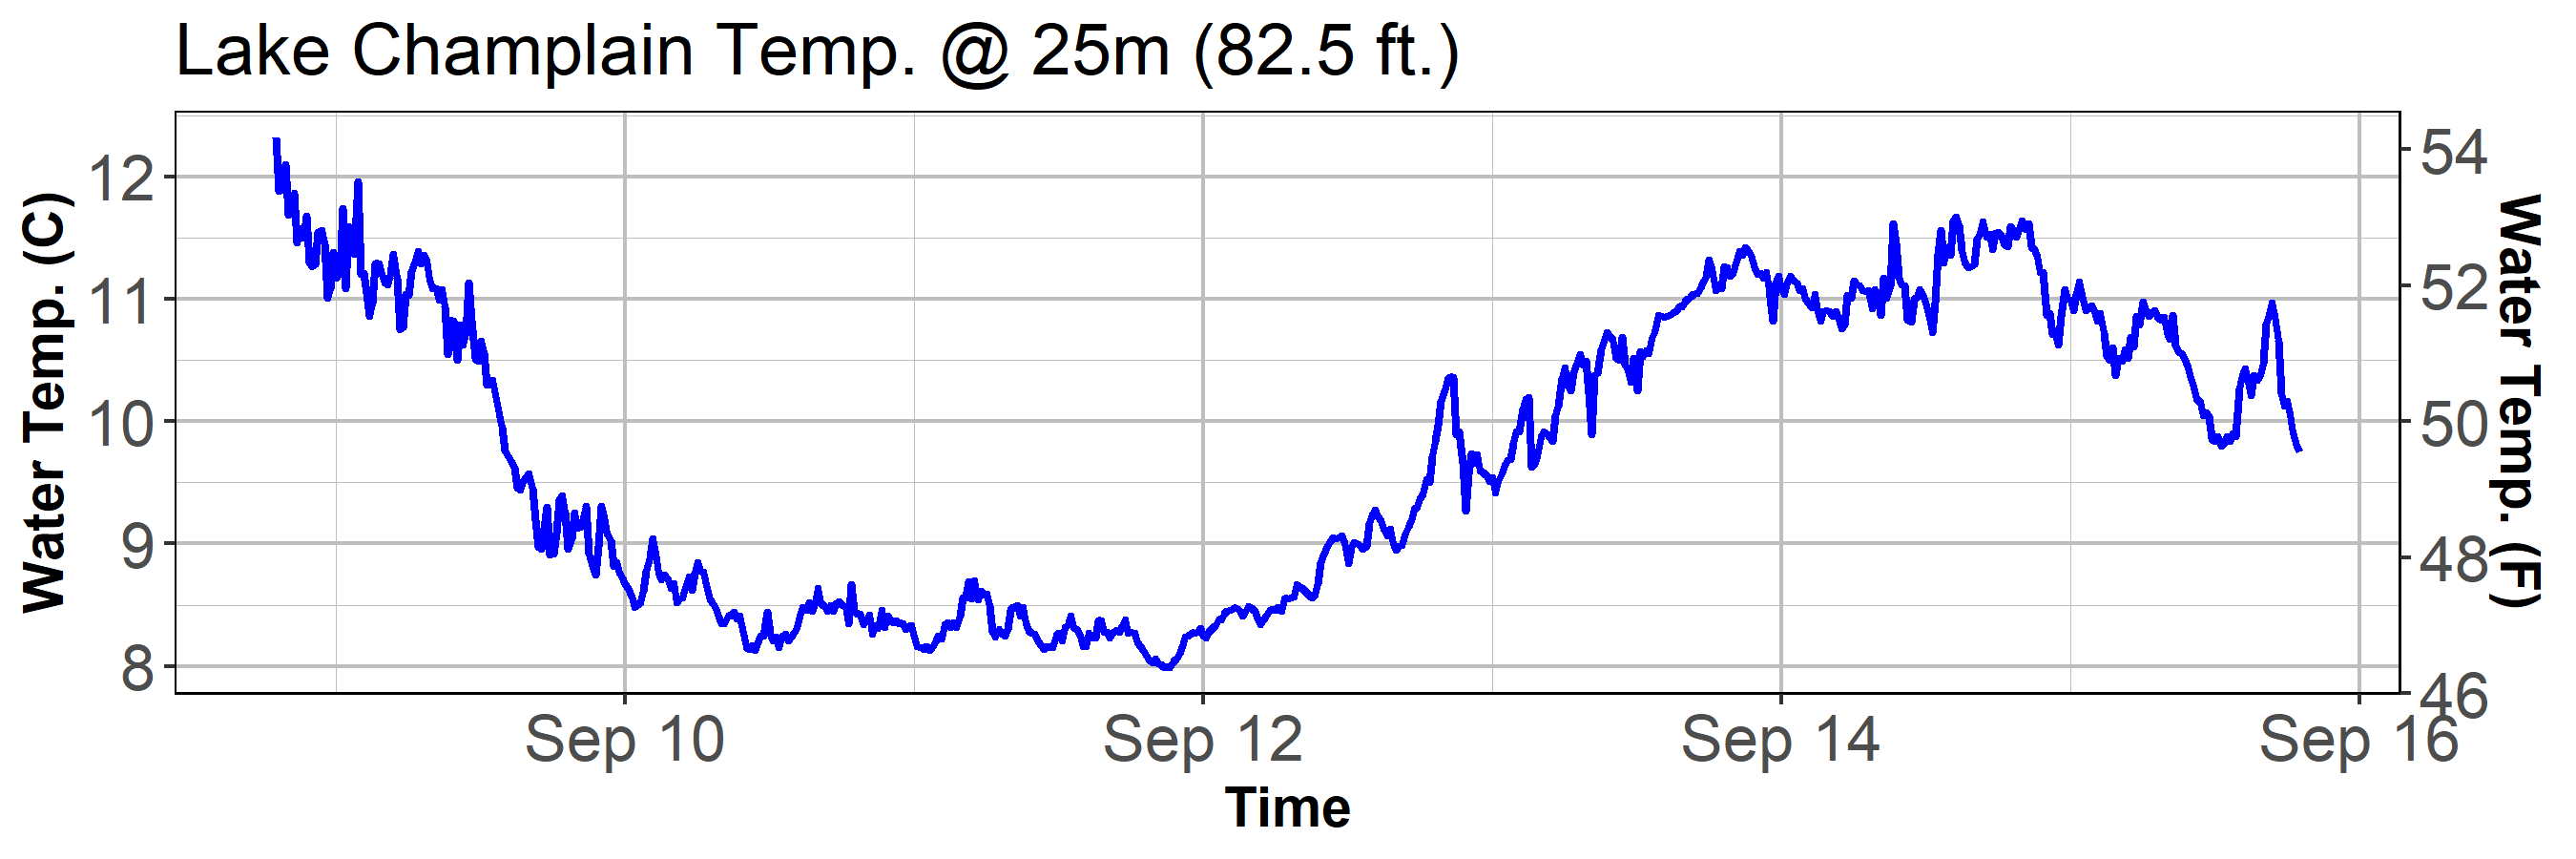 Lake Champlain Temp. @ 25m (82.5 ft.)
Water Temp. (C)
12
11
10
9
8
54
52
50
48
46
Water Temp. (F)
Sep 10
Sep 12
Sep 14
Sep 16
Time